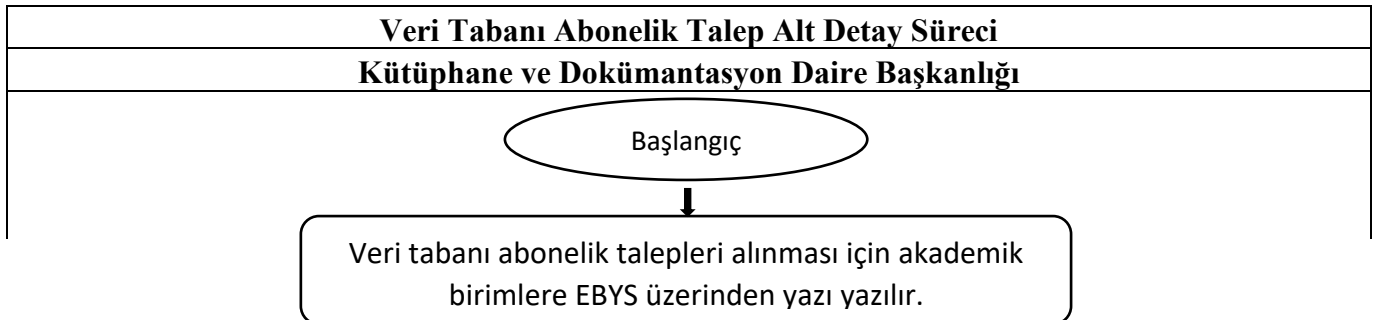 Veri Tabanı Abonelik Talep Alt Detay Süreci
Kütüphane ve Dokümantasyon Daire Başkanlığı
Başlangıç
Veri tabanı abonelik talepleri alınması için akademik
birimlere EBYS üzerinden yazı yazılır.